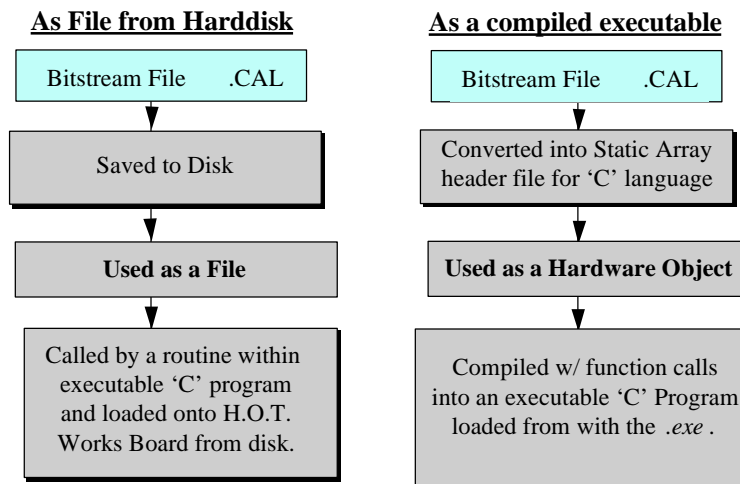 As File from Harddisk
Bitstream File .CAL
Saved to Disk
Used as a File
Called by a routine within
executable ‘C’ program
and loaded onto H.O.T.
Works Board from disk.
As a compiled executable
Bitstream File .CAL
Converted into Static Array
header file for ‘C’ language
Used as a Hardware Object
Compiled w/ function calls
into an executable ‘C’ Program
loaded from with the .exe .